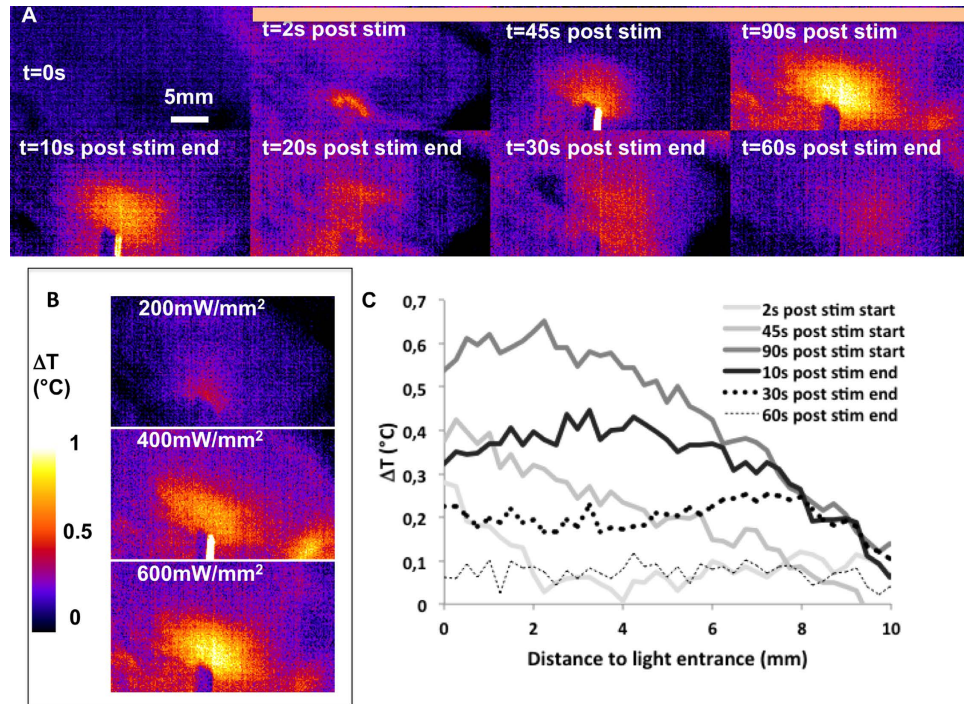 A
t=0s
5mm
t=2s post stim
t=45s post stim
t=90s post stim
t=10s post stim end
t=20s post stim end
t=30s post stim end
t=60s post stim end
B
ΔT
(°C)
1
0.5
0
200mW/mm²
400mW/mm²
600mW/mm²
C
0,7
0,6
0,5
0,4
0,3
0,2
0,1
0
ΔT (°C)
2s post stim start
45s post stim start
90s post stim start
10s post stim end
30s post stim end
60s post stim end
0 2 4 6 8 10
Distance to light entrance (mm)